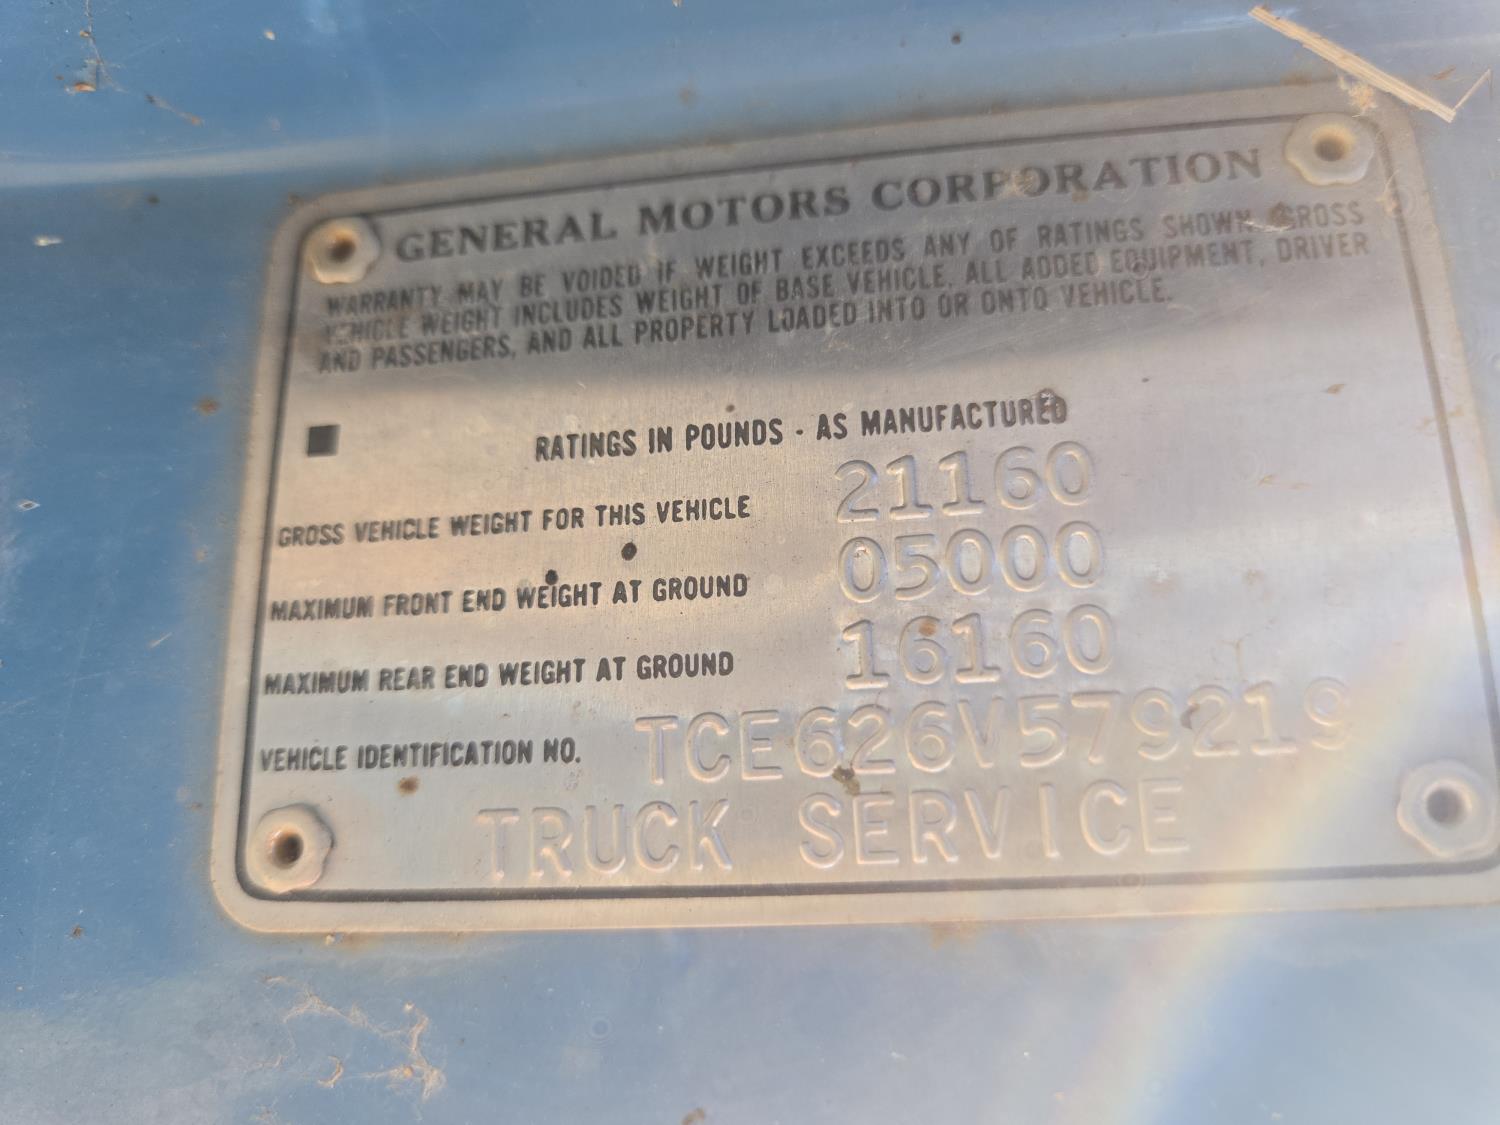 GENERAL MOTORS CORPORATION
WARRANTY MAY BE VOIDED IF WEIGHT EXCEEDS ANY OF RATINGS SHOWN. GROSS
VEHICLE WEIGHT INCLUDES WEIGHT OF BASE VEHICLE, ALL ADDED EQUIPMENT, DRIVER
AND PASSENGERS, AND ALL PROPERTY LOADED INTO OR ONTO VEHICLE.
RATINGS IN POUNDS - AS MANUFACTURED
GROSS VEHICLE WEIGHT FOR THIS VEHICLE 21160
MAXIMUM FRONT END WEIGHT AT GROUND 05000
MAXIMUM REAR END WEIGHT AT GROUND 16160
VEHICLE IDENTIFICATION NO. TCE626V579219
TRUCK SERVICE